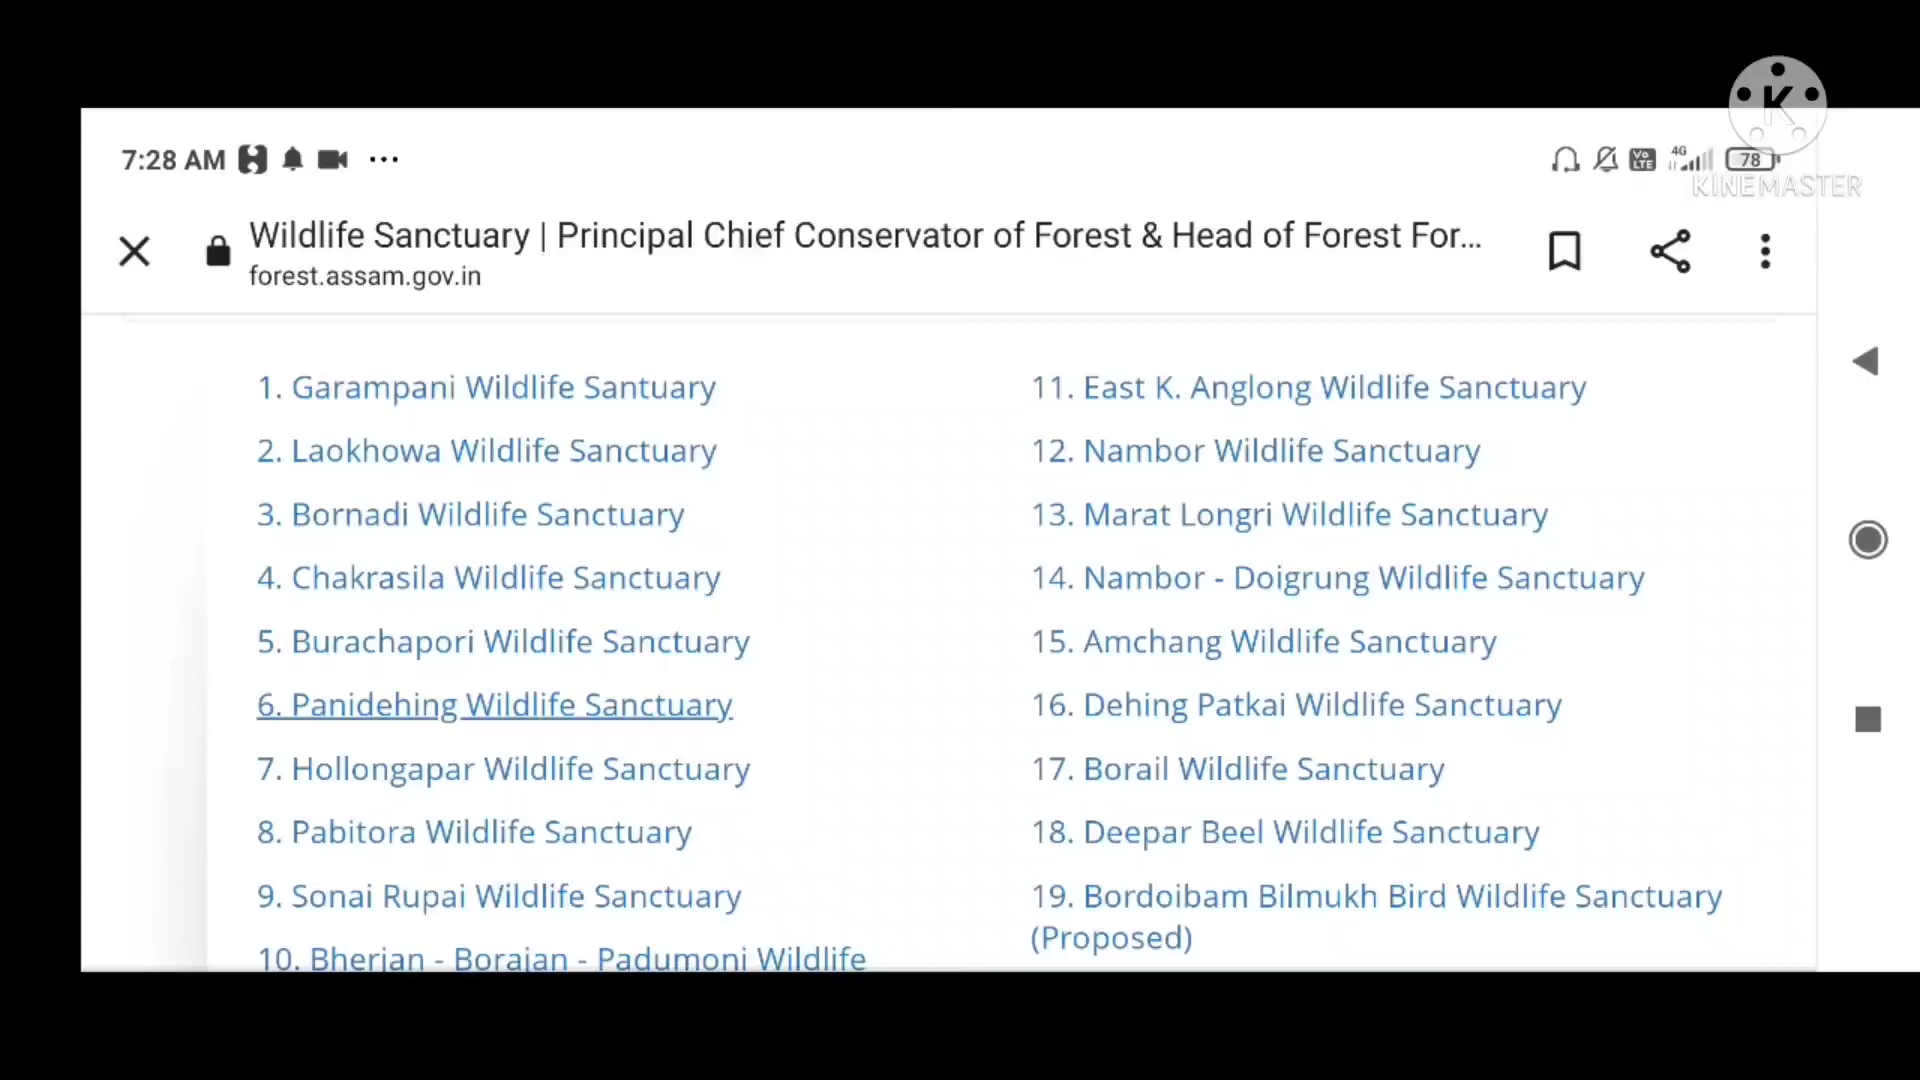 7:28 AM
4G
Vo
LTE
78
K
KINEMASTER
Wildlife Sanctuary | Principal Chief Conservator of Forest & Head of Forest For...
forest.assam.gov.in
1. Garampani Wildlife Santuary
2. Laokhowa Wildlife Sanctuary
3. Bornadi Wildlife Sanctuary
4. Chakrasila Wildlife Sanctuary
5. Burachapori Wildlife Sanctuary
6. Panidehing Wildlife Sanctuary
7. Hollongapar Wildlife Sanctuary
8. Pabitora Wildlife Sanctuary
9. Sonai Rupai Wildlife Sanctuary
10. Bherjan - Borajan - Padumoni Wildlife
11. East K. Anglong Wildlife Sanctuary
12. Nambor Wildlife Sanctuary
13. Marat Longri Wildlife Sanctuary
14. Nambor - Doigrung Wildlife Sanctuary
15. Amchang Wildlife Sanctuary
16. Dehing Patkai Wildlife Sanctuary
17. Borail Wildlife Sanctuary
18. Deepar Beel Wildlife Sanctuary
19. Bordoibam Bilmukh Bird Wildlife Sanctuary
(Proposed)